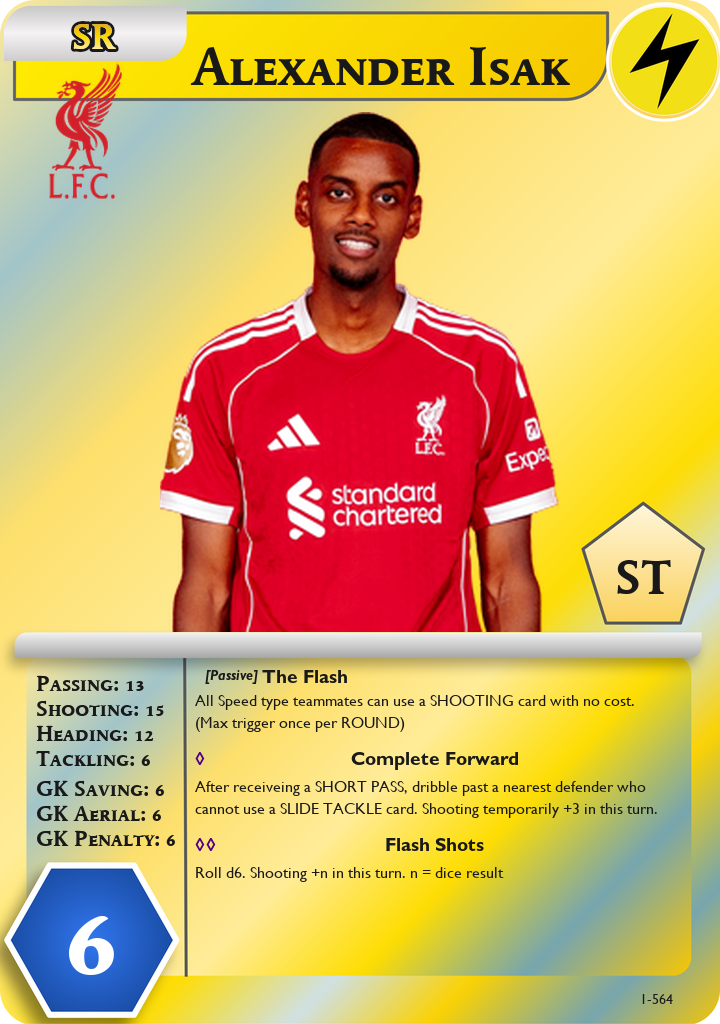 SR
Alexander Isak
L.F.C.
L.F.C.
Expe
standard
chartered
ST
[Passive] The Flash
All Speed type teammates can use a SHOOTING card with no cost.
(Max trigger once per ROUND)
Complete Forward
After receiveing a SHORT PASS, dribble past a nearest defender who
cannot use a SLIDE TACKLE card. Shooting temporarily +3 in this turn.
Flash Shots
Roll d6. Shooting +n in this turn. n = dice result
Passing: 13
Shooting: 15
Heading: 12
Tackling: 6
GK Saving: 6
GK Aerial: 6
GK Penalty: 6
6
1-564